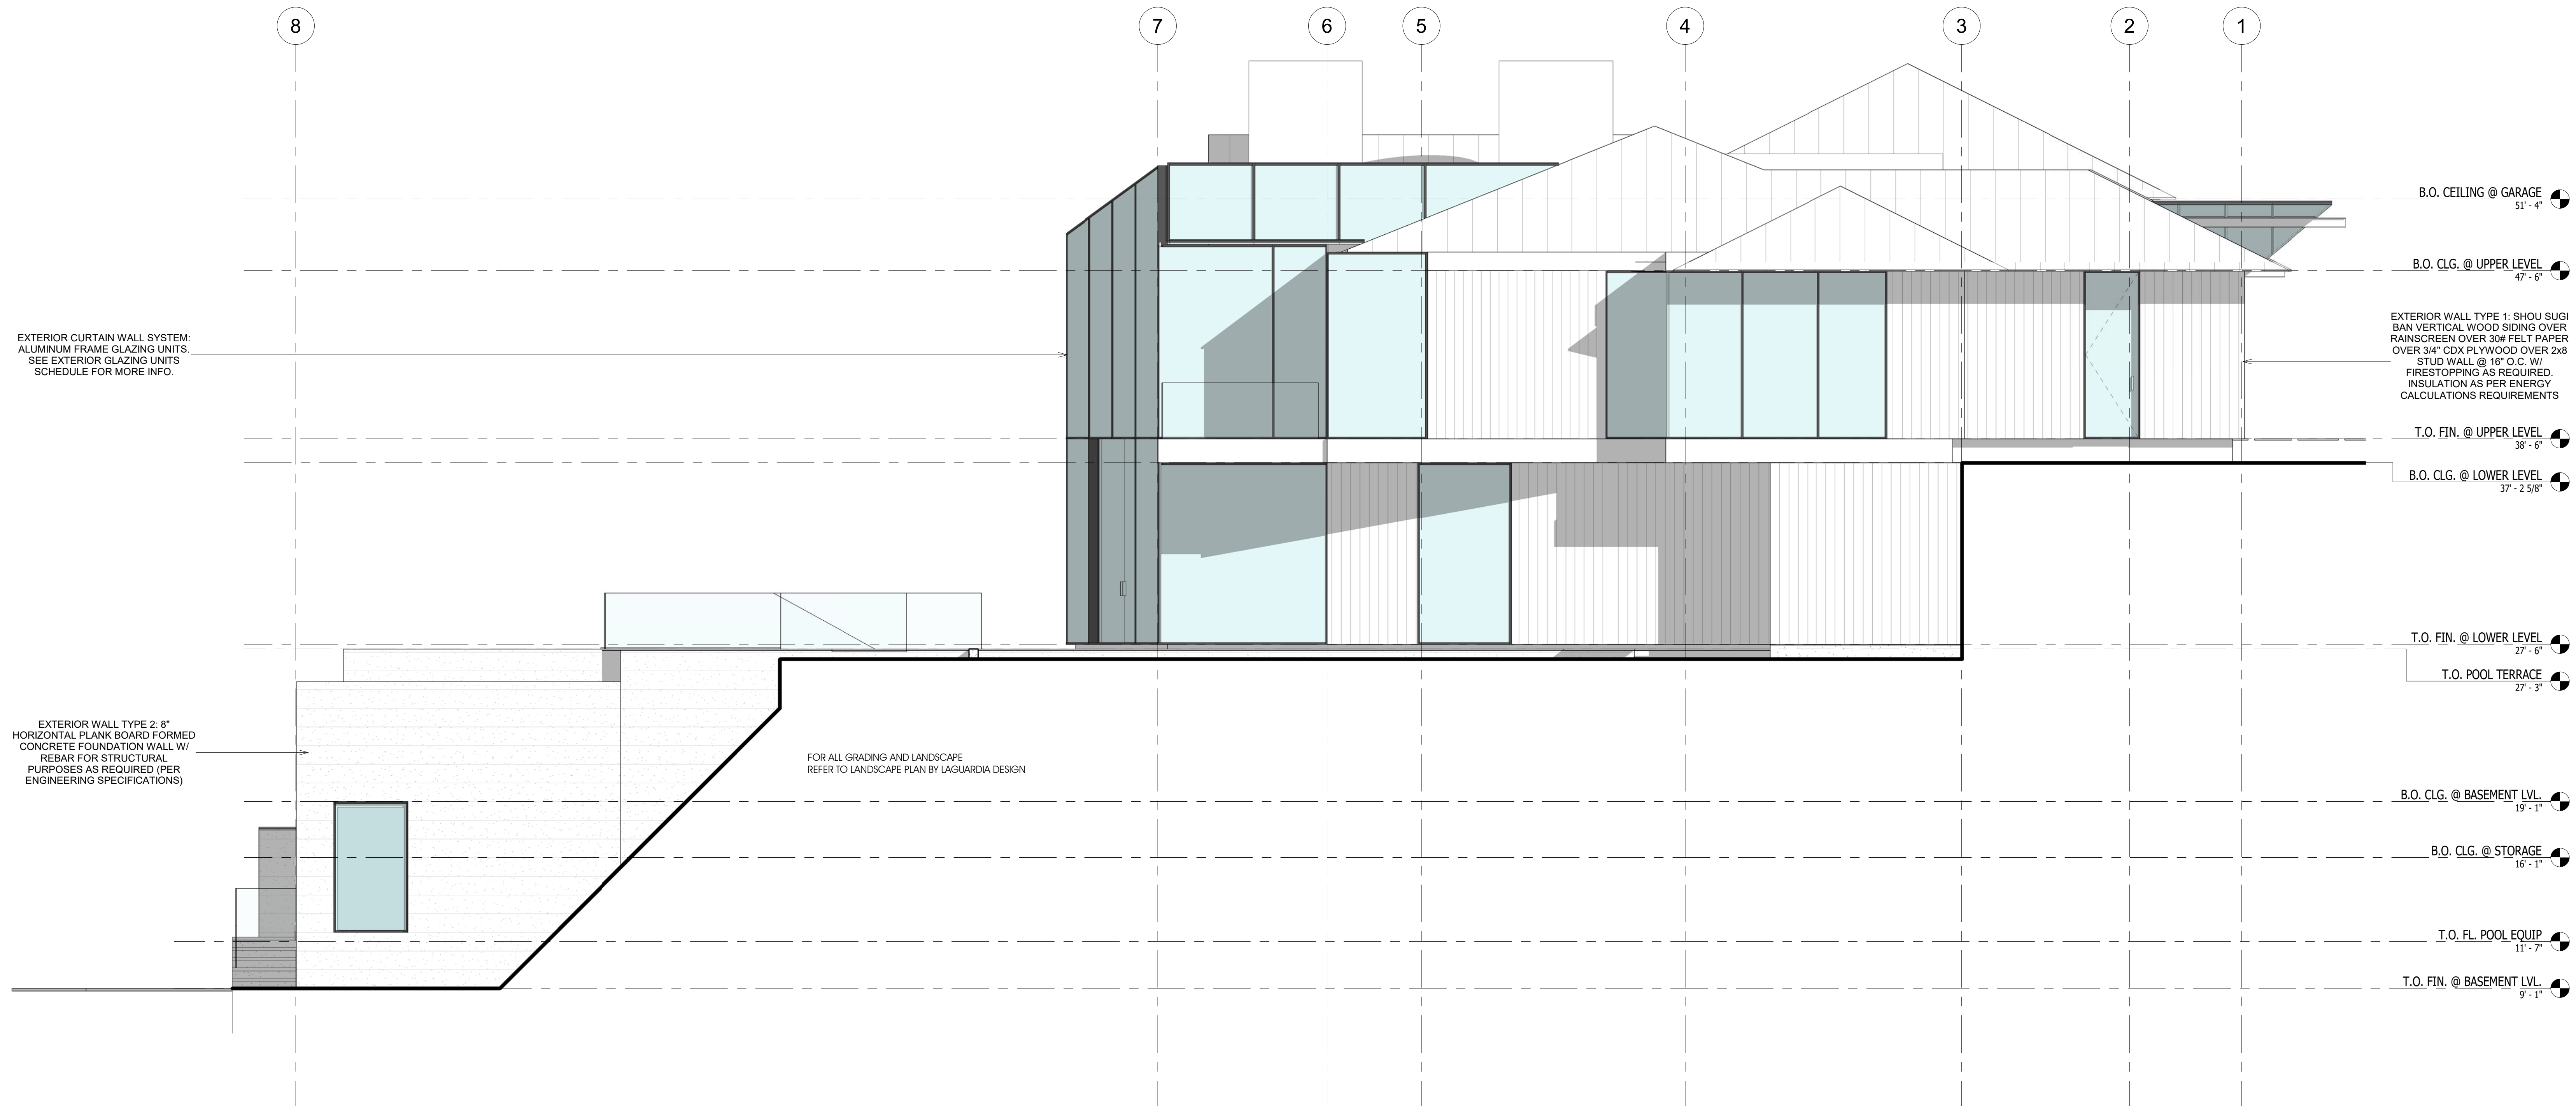 8
7
6
5
4
3
2
1
B.O. CEILING @ GARAGE
51' - 4"
B.O. CLG. @ UPPER LEVEL
47' - 6"
EXTERIOR CURTAIN WALL SYSTEM:
ALUMINUM FRAME GLAZING UNITS.
SEE EXTERIOR GLAZING UNITS
SCHEDULE FOR MORE INFO.
EXTERIOR WALL TYPE 1: SHOU SUGI
BAN VERTICAL WOOD SIDING OVER
RAINSCREEN OVER 30# FELT PAPER
OVER 3/4" CDX PLYWOOD OVER 2x8
STUD WALL @ 16" O.C. W/
FIRESTOPPING AS REQUIRED.
INSULATION AS PER ENERGY
CALCULATIONS REQUIREMENTS
T.O. FIN. @ UPPER LEVEL
38' - 6"
B.O. CLG. @ LOWER LEVEL
37' - 2 5/8"
T.O. FIN. @ LOWER LEVEL
27' - 6"
T.O. POOL TERRACE
27' - 3"
EXTERIOR WALL TYPE 2: 8"
HORIZONTAL PLANK BOARD FORMED
CONCRETE FOUNDATION WALL W/
REBAR FOR STRUCTURAL
PURPOSES AS REQUIRED (PER
ENGINEERING SPECIFICATIONS)
FOR ALL GRADING AND LANDSCAPE
REFER TO LANDSCAPE PLAN BY LAGUARDIA DESIGN
B.O. CLG. @ BASEMENT LVL.
19' - 1"
B.O. CLG. @ STORAGE
16' - 1"
T.O. FL. POOL EQUIP
11' - 7"
T.O. FIN. @ BASEMENT LVL.
9' - 1"